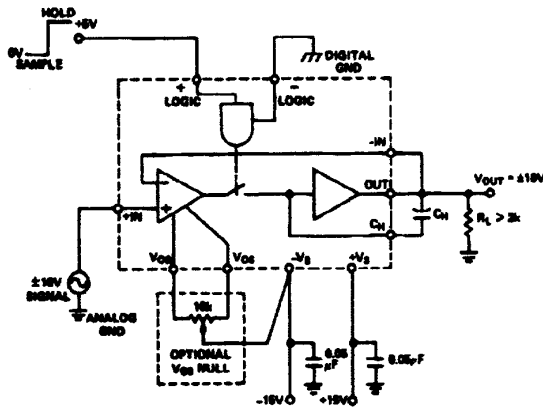 HOLD
+5V
0V
SAMPLE
DIGITAL
GND
+
LOGIC
–
LOGIC
-IN
–
+
+IN
OUT
VOUT = ±10V
CH
CH
RL > 2k
VOS
VOS
-VS
+VS
±10V
SIGNAL
ANALOG
GND
10k
OPTIONAL
VOS NULL
0.05
µF
0.05µF
-15V
+15V